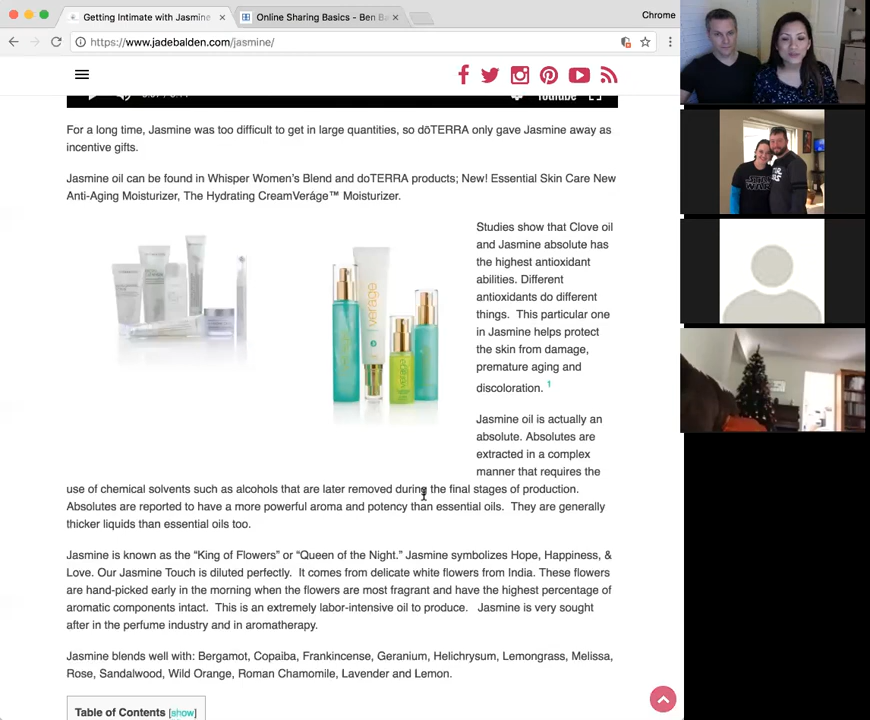 Chrome
Getting Intimate with Jasmine
Online Sharing Basics - Ben Ba
https://www.jadebalden.com/jasmine/
YouTube
For a long time, Jasmine was too difficult to get in large quantities, so dōTERRA only gave Jasmine away as
incentive gifts.
Jasmine oil can be found in Whisper Women's Blend and doTERRA products; New! Essential Skin Care New
Anti-Aging Moisturizer, The Hydrating CreamVeráge™ Moisturizer.
Studies show that Clove oil
and Jasmine absolute has
the highest antioxidant
abilities. Different
antioxidants do different
things.  This particular one
in Jasmine helps protect
the skin from damage,
premature aging and
discoloration. 1
veráge
STAR
WARS
Jasmine oil is actually an
absolute. Absolutes are
extracted in a complex
manner that requires the
use of chemical solvents such as alcohols that are later removed during the final stages of production.
Absolutes are reported to have a more powerful aroma and potency than essential oils.  They are generally
thicker liquids than essential oils too.
Jasmine is known as the “King of Flowers” or “Queen of the Night.” Jasmine symbolizes Hope, Happiness, &
Love. Our Jasmine Touch is diluted perfectly.  It comes from delicate white flowers from India. These flowers
are hand-picked early in the morning when the flowers are most fragrant and have the highest percentage of
aromatic components intact.  This is an extremely labor-intensive oil to produce.   Jasmine is very sought
after in the perfume industry and in aromatherapy.
Jasmine blends well with: Bergamot, Copaiba, Frankincense, Geranium, Helichrysum, Lemongrass, Melissa,
Rose, Sandalwood, Wild Orange, Roman Chamomile, Lavender and Lemon.
Table of Contents [show]